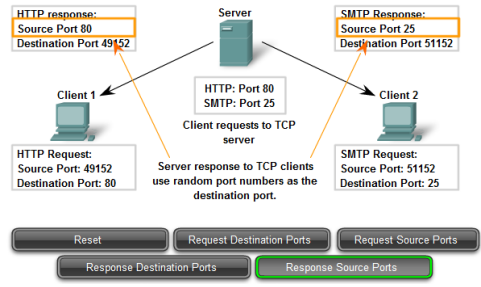 HTTP response:
Source Port 80
Destination Port 49152
Server
SMTP Response:
Source Port 25
Destination Port 51152
HTTP: Port 80
SMTP: Port 25
Client requests to TCP
server
Client 1
Client 2
HTTP Request:
Source Port: 49152
Destination Port: 80
Server response to TCP clients
use random port numbers as the
destination port.
SMTP Request:
Source Port: 51152
Destination Port: 25
Reset
Request Destination Ports
Request Source Ports
Response Destination Ports
Response Source Ports